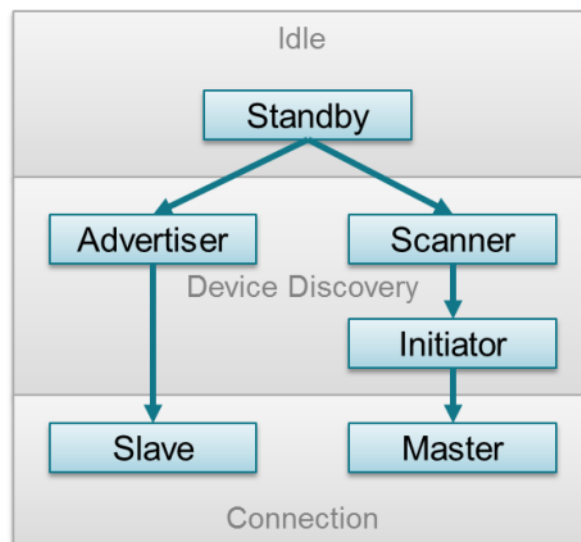 Idle
Standby
Advertiser
Scanner
Device Discovery
Initiator
Slave
Master
Connection